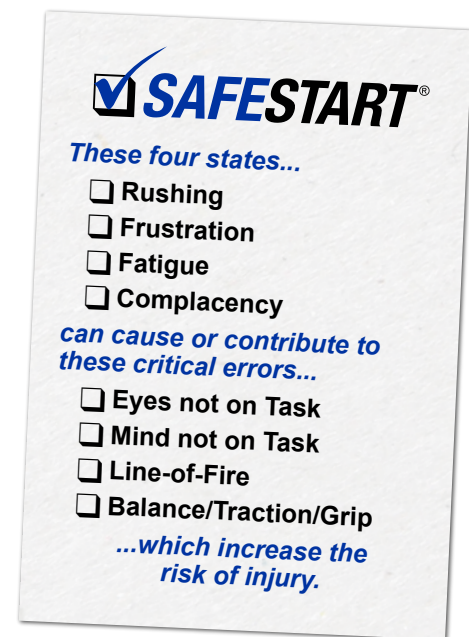 SAFESTART®
These four states...
Rushing
Frustration
Fatigue
Complacency
can cause or contribute to
these critical errors...
Eyes not on Task
Mind not on Task
Line-of-Fire
Balance/Traction/Grip
...which increase the
risk of injury.